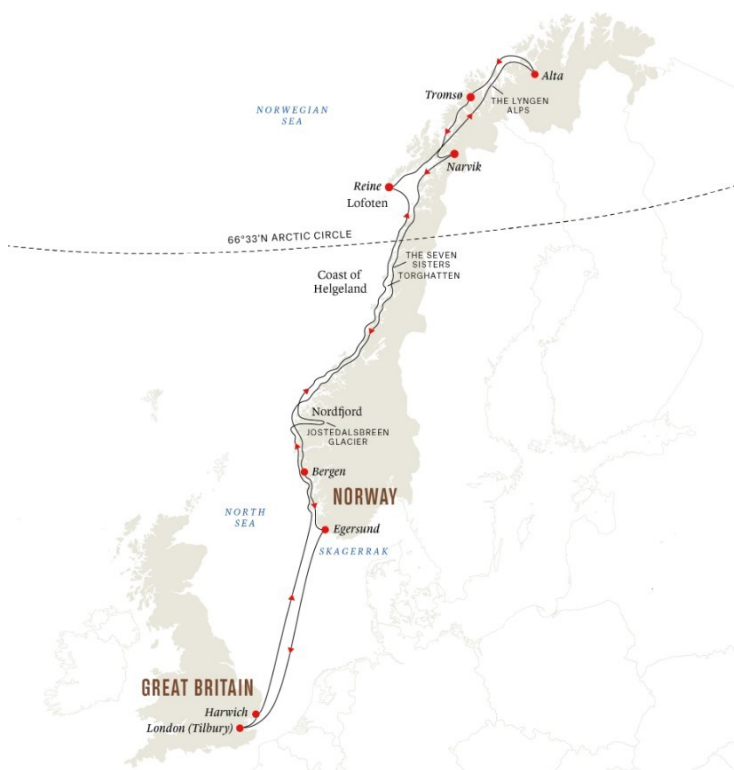 Alta
Tromsø
THE LYNGEN
ALPS
NORWEGIAN
SEA
Narvik
Reine
Lofoten
66°33'N ARCTIC CIRCLE
THE SEVEN
SISTERS
TORGHATTEN
Coast of
Helgeland
Nordfjord
JOSTEDALSBREEN
GLACIER
Bergen
NORWAY
NORTH
SEA
Egersund
SKAGERRAK
GREAT BRITAIN
Harwich
London (Tilbury)